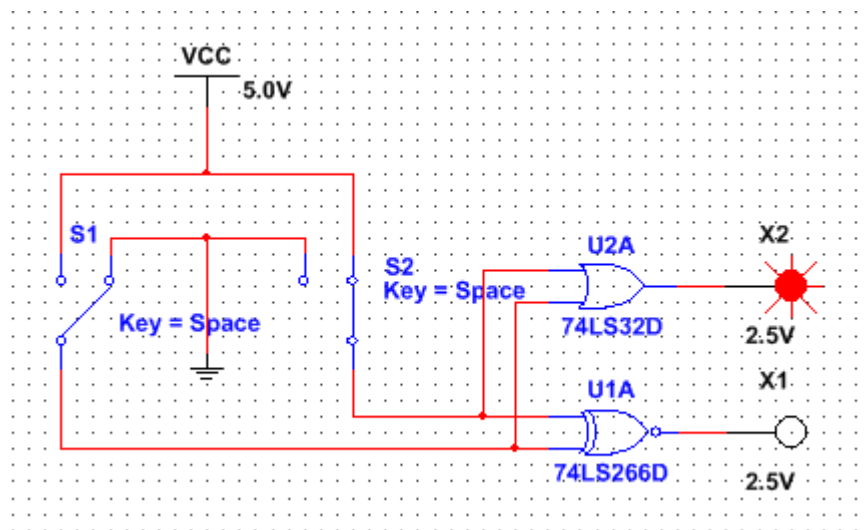 VCC
5.0V
S1
Key = Space
S2
Key = Space
U2A
74LS32D
X2
2.5V
U1A
74LS266D
X1
2.5V